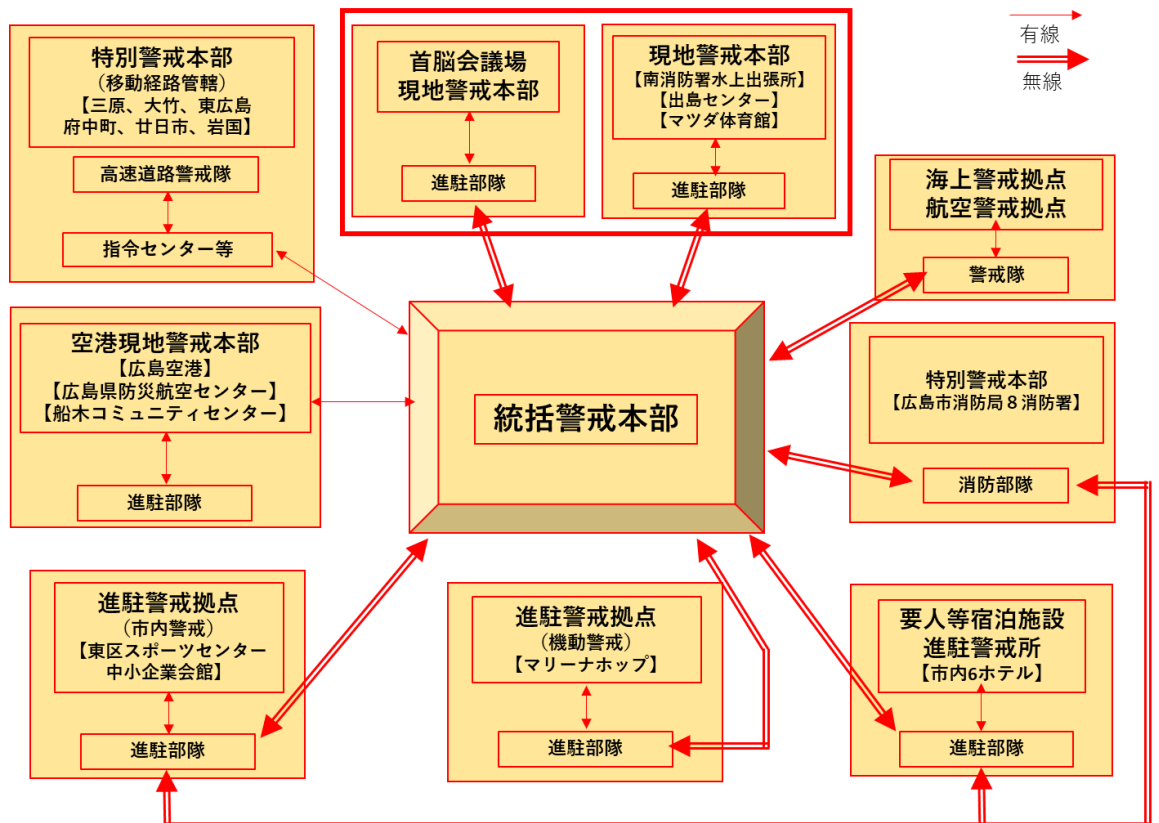 特別警戒本部
(移動経路管轄)
【三原、大竹、東広島
府中町、廿日市、岩国】
高速道路警戒隊
指令センター等
首脳会議場
現地警戒本部
進駐部隊
現地警戒本部
【南消防署水上出張所】
【出島センター】
【マツダ体育館】
進駐部隊
有線
無線
海上警戒拠点
航空警戒拠点
警戒隊
空港現地警戒本部
【広島空港】
【広島県防災航空センター】
【船木コミュニティセンター】
進駐部隊
統括警戒本部
特別警戒本部
【広島市消防局８消防署】
消防部隊
進駐警戒拠点
(市内警戒)
【東区スポーツセンター
中小企業会館】
進駐部隊
進駐警戒拠点
(機動警戒)
【マリーナホップ】
進駐部隊
要人等宿泊施設
進駐警戒所
【市内6ホテル】
進駐部隊